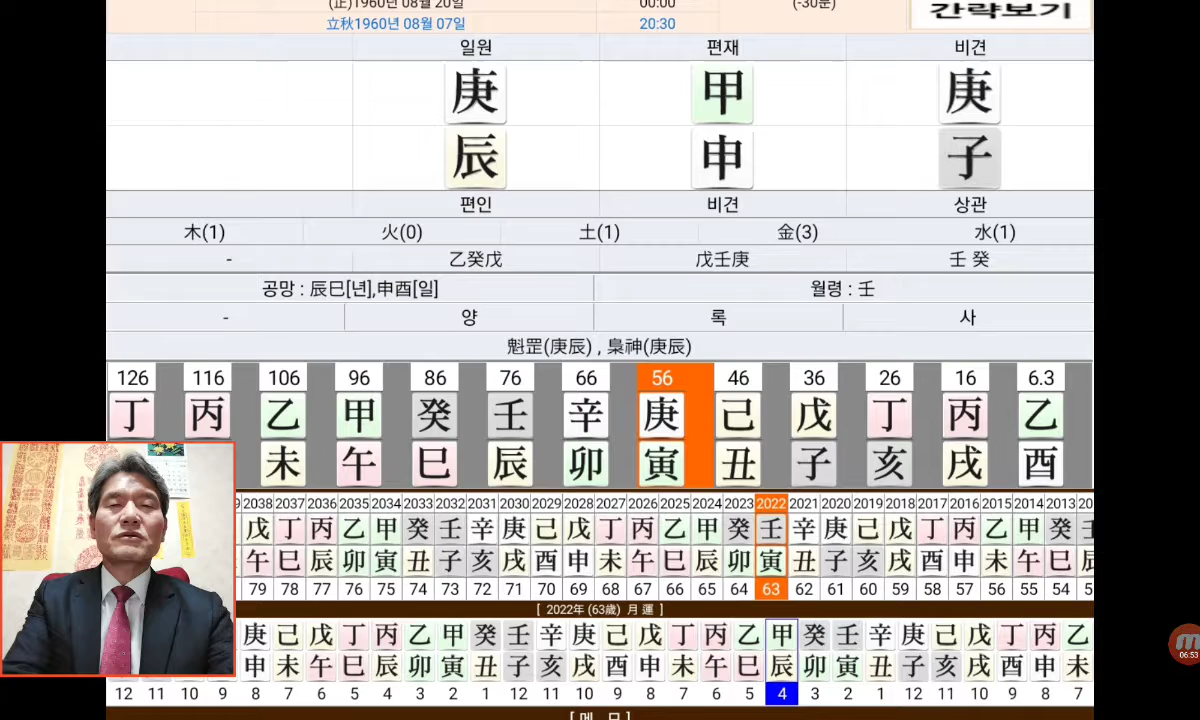 (正)1960년 08월 20일 00:00 (-30분)
立秋1960년 08월 07일 20:30
간략보기
일원 편재 비견
庚 甲 庚
辰 申 子
편인 비견 상관
木(1) 火(0) 土(1) 金(3) 水(1)
- 乙癸戊 戊壬庚 壬 癸
공망 : 辰巳[년],申酉[일] 월령 : 壬
- 양 록 사
魁罡(庚辰) , 梟神(庚辰)
126 116 106 96 86 76 66 56 46 36 26 16 6.3
丁 丙 乙 甲 癸 壬 辛 庚 己 戊 丁 丙 乙
未 午 巳 辰 卯 寅 丑 子 亥 戌 酉
2038 2037 2036 2035 2034 2033 2032 2031 2030 2029 2028 2027 2026 2025 2024 2023 2022 2021 2020 2019 2018 2017 2016 2015 2014 2013 20
戊 丁 丙 乙 甲 癸 壬 辛 庚 己 戊 丁 丙 乙 甲 癸 壬 辛 庚 己 戊 丁 丙 乙 甲 癸
午 巳 辰 卯 寅 丑 子 亥 戌 酉 申 未 午 巳 辰 卯 寅 丑 子 亥 戌 酉 申 未 午 巳
79 78 77 76 75 74 73 72 71 70 69 68 67 66 65 64 63 62 61 60 59 58 57 56 55 54 5
[ 2022年 (63歲) 月 運 ]
庚 己 戊 丁 丙 乙 甲 癸 壬 辛 庚 己 戊 丁 丙 乙 甲 癸 壬 辛 庚 己 戊 丁 丙 乙
申 未 午 巳 辰 卯 寅 丑 子 亥 戌 酉 申 未 午 巳 辰 卯 寅 丑 子 亥 戌 酉 申 未
12 11 10 9 8 7 6 5 4 3 2 1 12 11 10 9 8 7 6 5 4 3 2 1 12 11 10 9 8 7
06:53